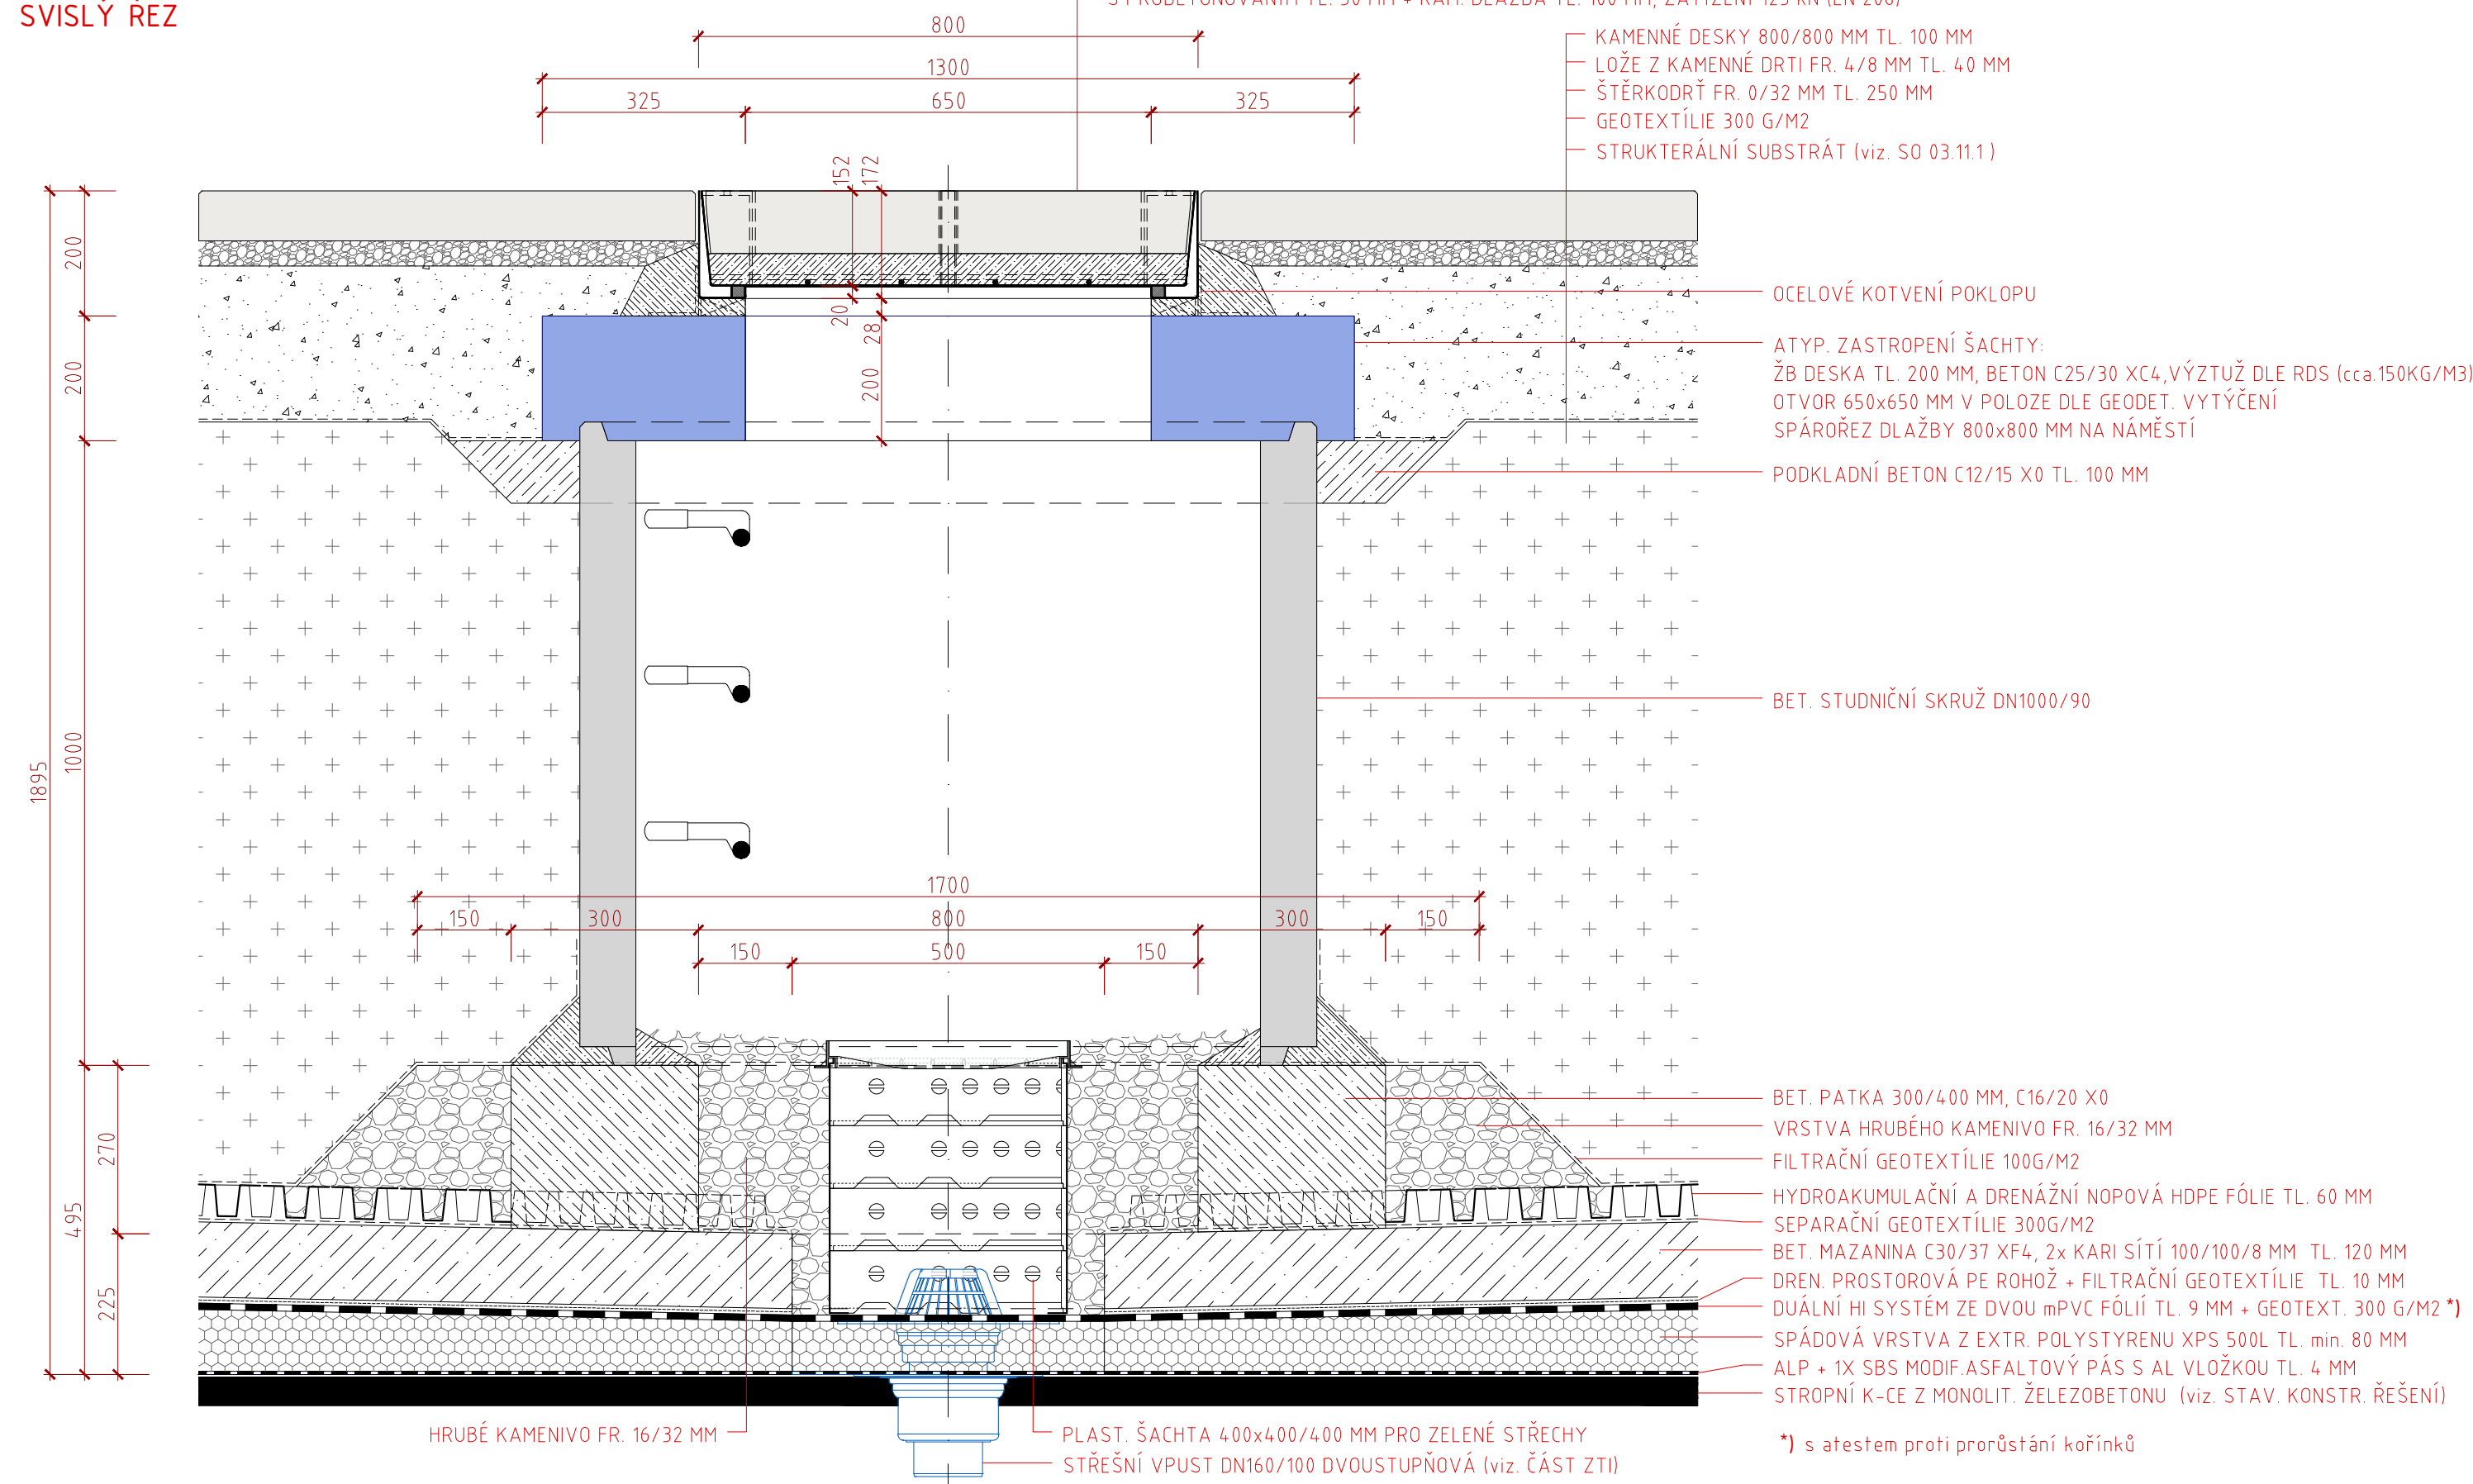 SVISLÝ ŘEZ
800
1300
325
650
325
KAMENNÉ DESKY 800/800 MM TL. 100 MM
LOŽE Z KAMENNÉ DRTI FR. 4/8 MM TL. 40 MM
ŠTĚRKODRŤ FR. 0/32 MM TL. 250 MM
GEOTEXTÍLIE 300 G/M2
STRUKTERÁLNÍ SUBSTRÁT (viz. SO 03.11.1 )
152
172
20
28
200
200
200
1000
1895
270
495
225
OCELOVÉ KOTVENÍ POKLOPU
ATYP. ZASTROPENÍ ŠACHTY:
ŽB DESKA TL. 200 MM, BETON C25/30 XC4,VÝZTUŽ DLE RDS (cca.150KG/M3)
OTVOR 650x650 MM V POLOZE DLE GEODET. VYTÝČENÍ
SPÁROŘEZ DLAŽBY 800x800 MM NA NÁMĚSTÍ
PODKLADNÍ BETON C12/15 X0 TL. 100 MM
BET. STUDNIČNÍ SKRUŽ DN1000/90
1700
150
300
800
300
150
150
500
150
BET. PATKA 300/400 MM, C16/20 X0
VRSTVA HRUBÉHO KAMENIVO FR. 16/32 MM
FILTRAČNÍ GEOTEXTÍLIE 100G/M2
HYDROAKUMULAČNÍ A DRENÁŽNÍ NOPOVÁ HDPE FÓLIE TL. 60 MM
SEPARAČNÍ GEOTEXTÍLIE 300G/M2
BET. MAZANINA C30/37 XF4, 2x KARI SÍTÍ 100/100/8 MM TL. 120 MM
DREN. PROSTOROVÁ PE ROHOŽ + FILTRAČNÍ GEOTEXTÍLIE TL. 10 MM
DUÁLNÍ HI SYSTÉM ZE DVOU mPVC FÓLIÍ TL. 9 MM + GEOTEXT. 300 G/M2 *)
SPÁDOVÁ VRSTVA Z EXTR. POLYSTYRENU XPS 500L TL. min. 80 MM
ALP + 1X SBS MODIF.ASFALTOVÝ PÁS S AL VLOŽKOU TL. 4 MM
STROPNÍ K-CE Z MONOLIT. ŽELEZOBETONU (viz. STAV. KONSTR. ŘEŠENÍ)
HRUBÉ KAMENIVO FR. 16/32 MM
PLAST. ŠACHTA 400x400/400 MM PRO ZELENÉ STŘECHY
STŘEŠNÍ VPUST DN160/100 DVOUSTUPŇOVÁ (viz. ČÁST ZTI)
*) s atestem proti prorůstání kořínků